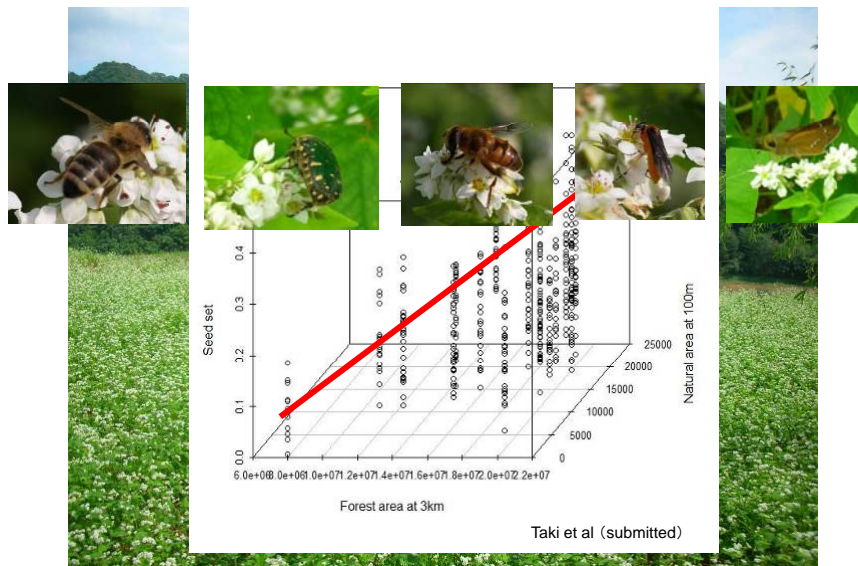 0.4
0.3
0.2
0.1
0.0
Seed set
25000
20000
15000
10000
5000
0
Natural area at 100m
6.0e+06 8.0e+06 1.0e+07 1.2e+07 1.4e+07 1.6e+07 1.8e+07 2.0e+07 2.2e+07
Forest area at 3km
Taki et al (submitted)